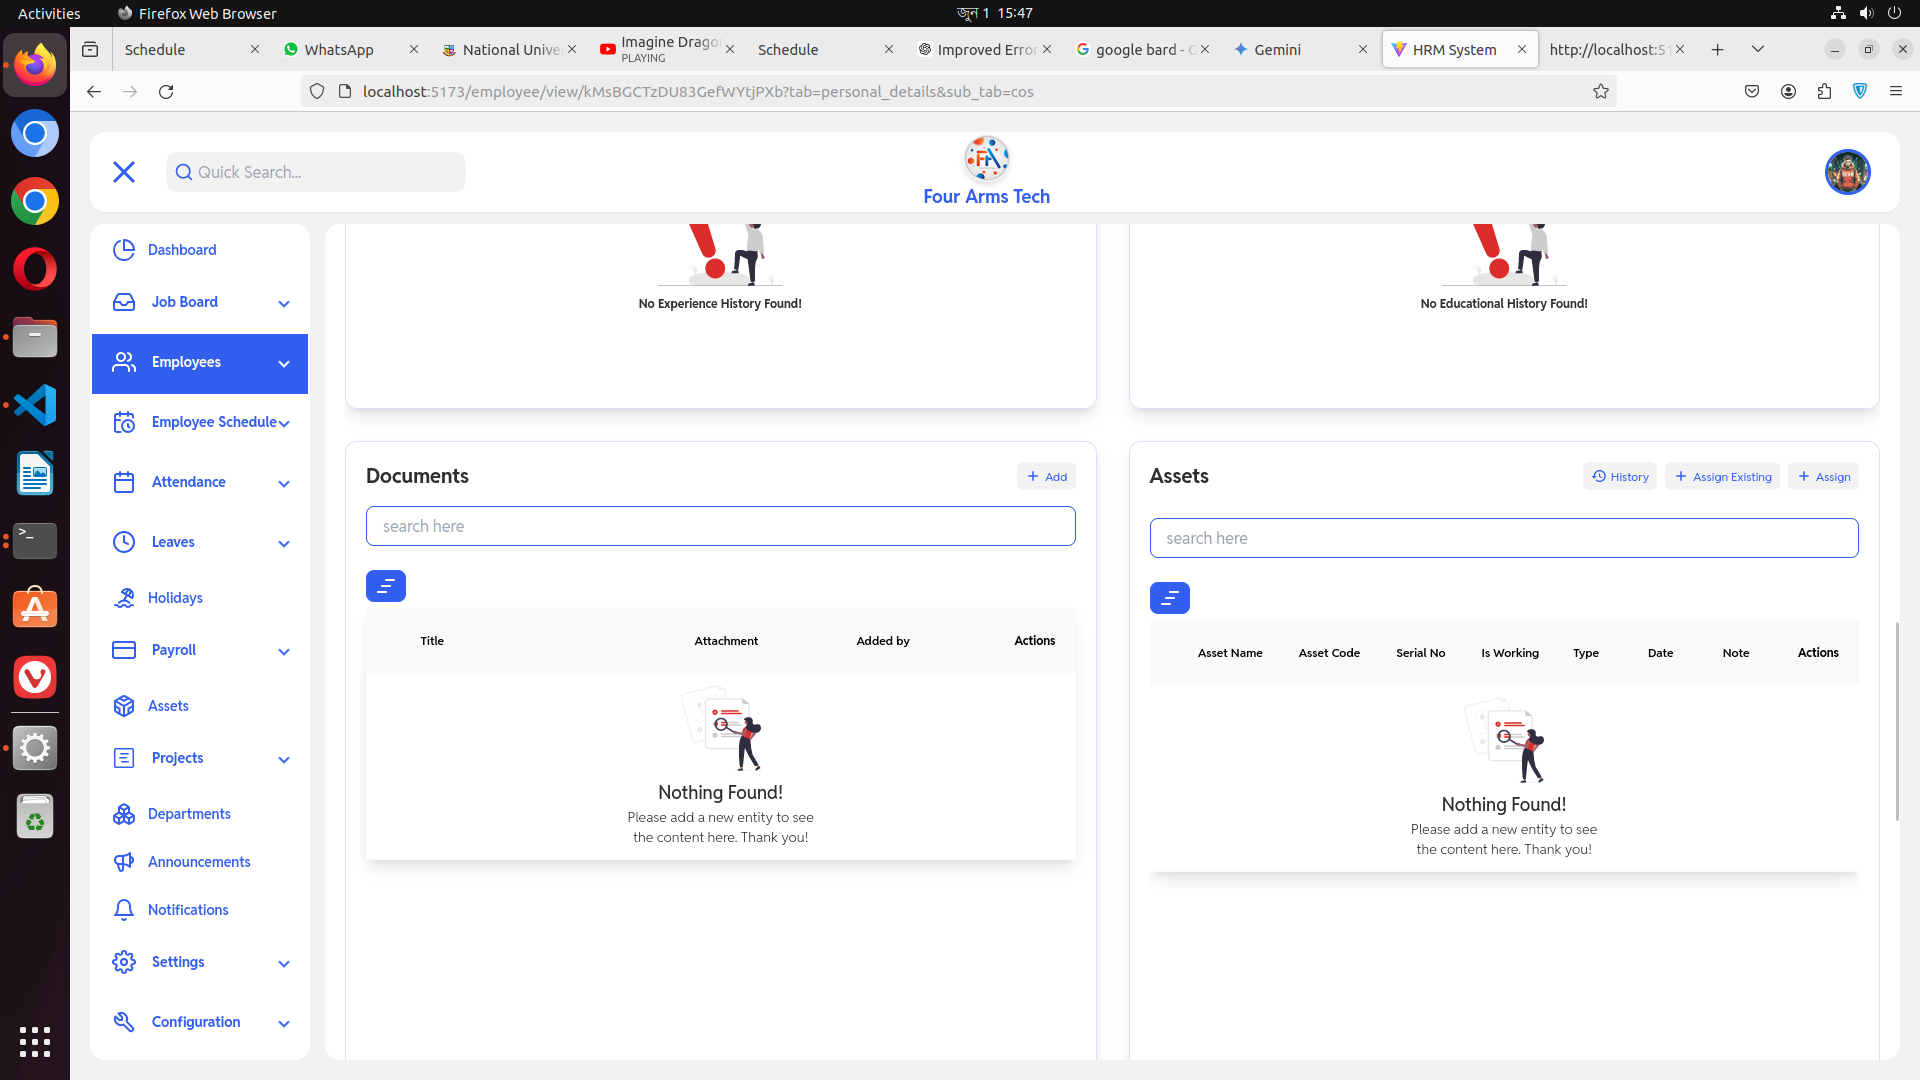 Activities
Firefox Web Browser
जुन 1 15:47
Schedule
WhatsApp
National Univer
Imagine Drago
PLAYING
Schedule
Improved Error
google bard - G
Gemini
HRM System
http://localhost:517
localhost:5173/employee/view/kMsBGCTzDU83GefWYtjPXb?tab=personal_details&sub_tab=cos
Quick Search...
Four Arms Tech
Dashboard
Job Board
Employees
Employee Schedule
Attendance
Leaves
Holidays
Payroll
Assets
Projects
Departments
Announcements
Notifications
Settings
Configuration
No Experience History Found!
No Educational History Found!
Documents
Add
search here
Title Attachment Added by Actions
Nothing Found!
Please add a new entity to see
the content here. Thank you!
Assets
History
Assign Existing
Assign
search here
Asset Name Asset Code Serial No Is Working Type Date Note Actions
Nothing Found!
Please add a new entity to see
the content here. Thank you!